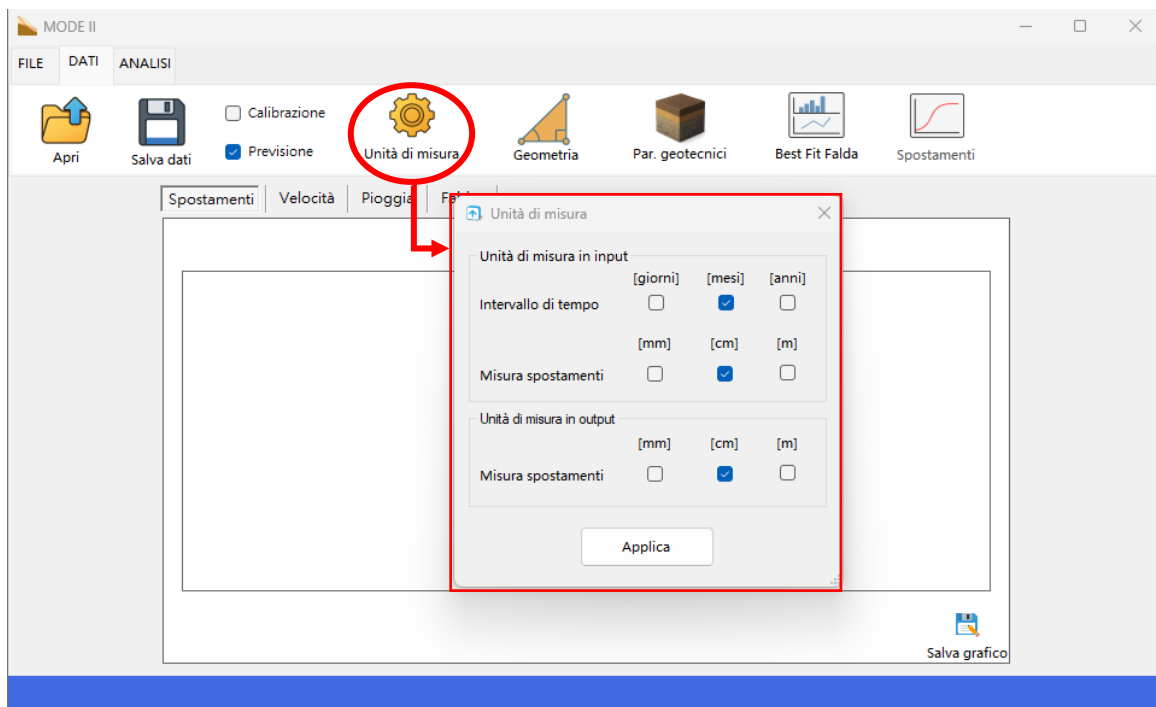 MODE II
FILE DATI ANALISI
Calibrazione
Previsione
Apri Salva dati Unità di misura Geometria Par. geotecnici Best Fit Falda Spostamenti
Spostamenti Velocità Pioggia
Unità di misura
Unità di misura in input
[giorni] [mesi] [anni]
Intervallo di tempo
[mm] [cm] [m]
Misura spostamenti
Unità di misura in output
[mm] [cm] [m]
Misura spostamenti
Applica
Salva grafico